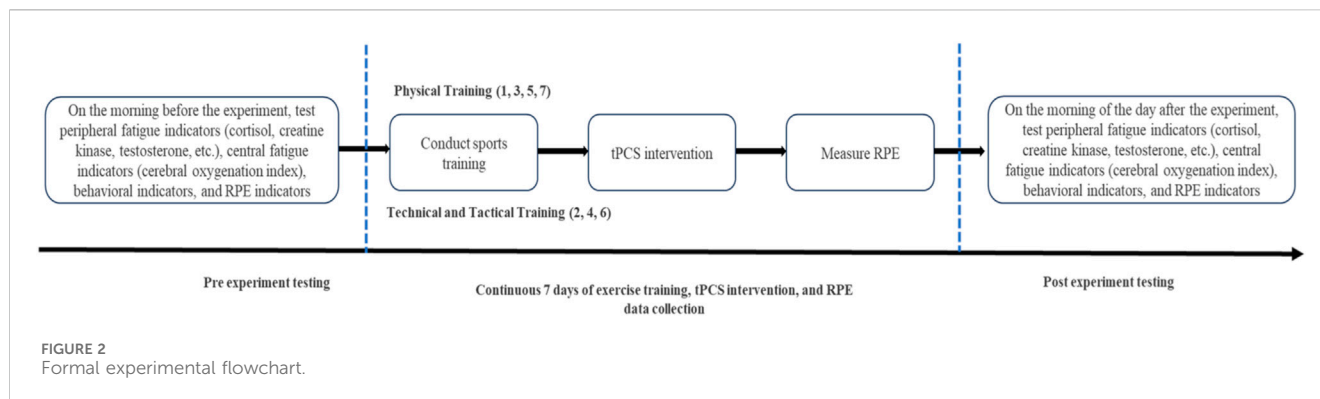 On the morning before the experiment, test
peripheral fatigue indicators (cortisol, creatine
kinase, testosterone, etc.), central fatigue
indicators (cerebral oxygenation index),
behavioral indicators, and RPE indicators
Physical Training (1, 3, 5, 7)
Conduct sports
training
Technical and Tactical Training (2, 4, 6)
tPCS intervention
Measure RPE
On the morning of the day after the experiment,
test peripheral fatigue indicators (cortisol,
creatine kinase, testosterone, etc.), central
fatigue indicators (cerebral oxygenation index),
behavioral indicators, and RPE indicators
Pre experiment testing
Continuous 7 days of exercise training, tPCS intervention, and RPE
data collection
Post experiment testing
FIGURE 2
Formal experimental flowchart.